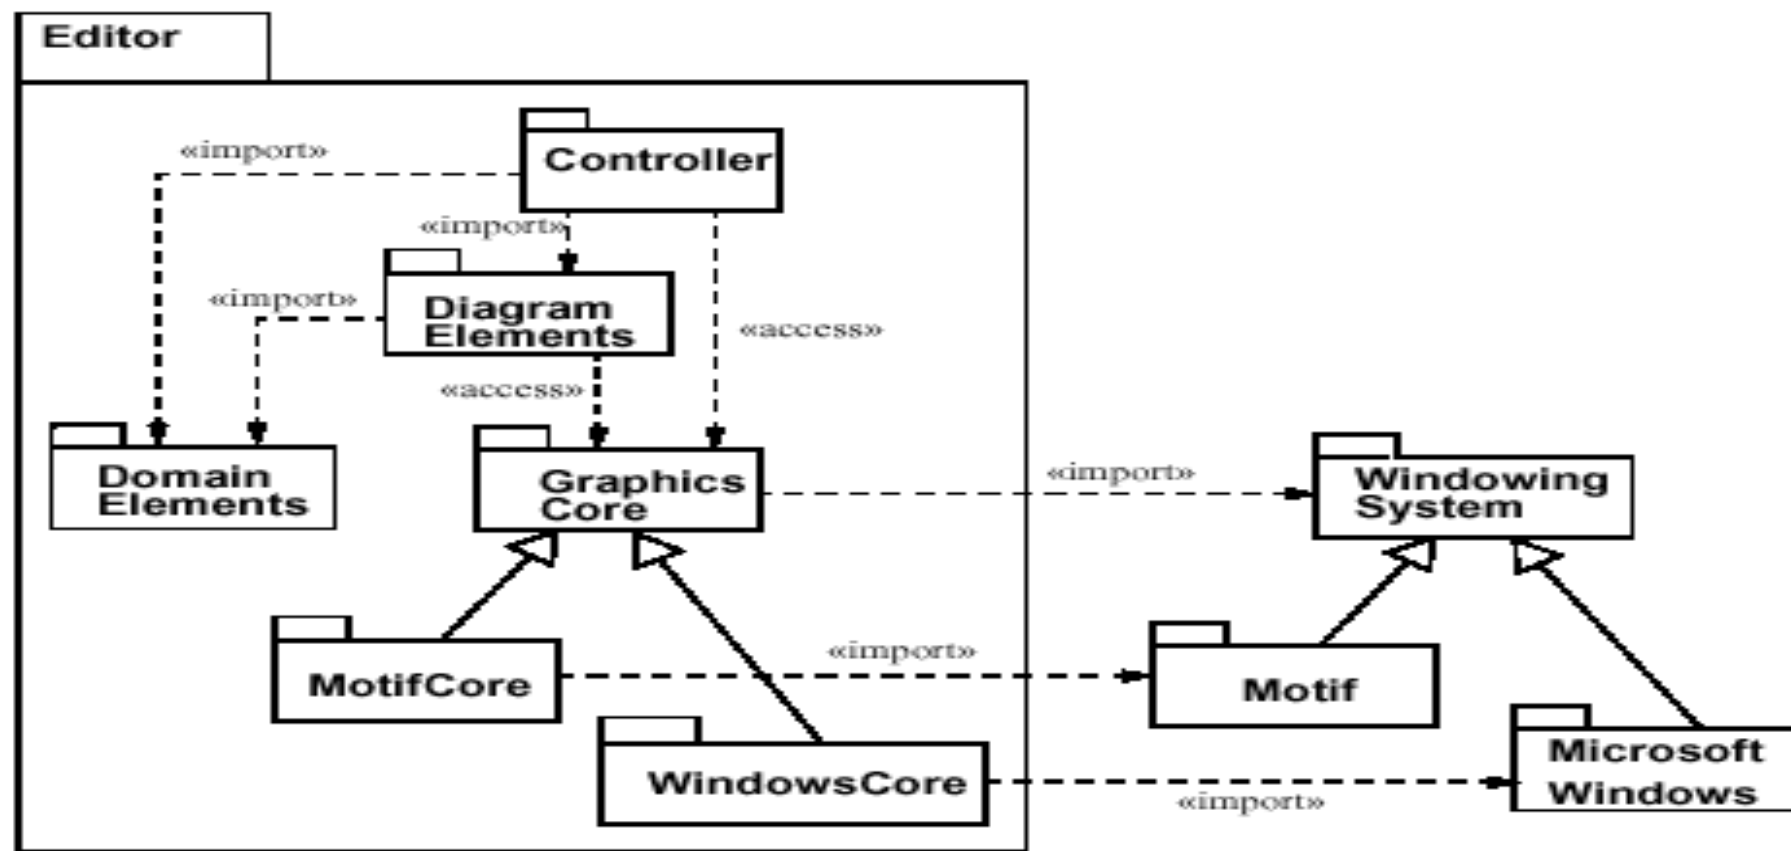 Editor
«import»
Controller
«import»
«import»
Diagram
Elements
«access»
«access»
Domain
Elements
Graphics
Core
«import»
Windowing
System
MotifCore
«import»
Motif
WindowsCore
«import»
Microsoft
Windows